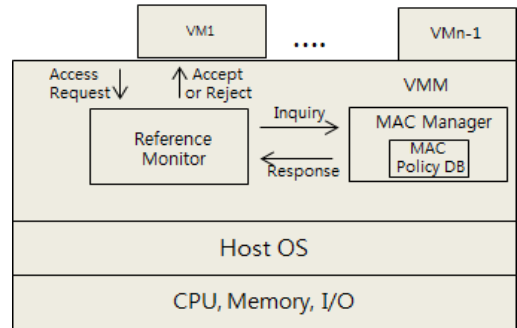 VM1
....
VMn-1
Access
Request
Accept
or Reject
VMM
Inquiry
Reference
Monitor
Response
MAC Manager
MAC
Policy DB
Host OS
CPU, Memory, I/O